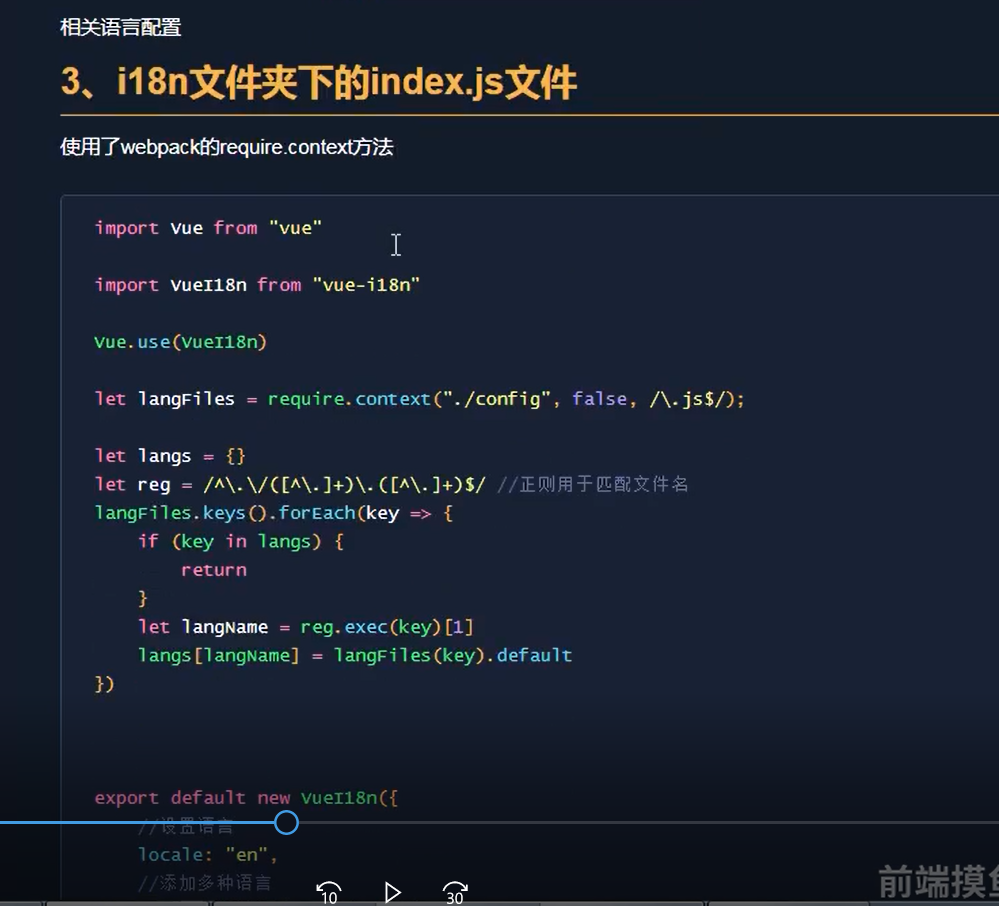 相关语言配置
3、i18n文件夹下的index.js文件
使用了webpack的require.context方法
import Vue from "vue"
import VueI18n from "vue-i18n"
Vue.use(VueI18n)
let langFiles = require.context("./config", false, /\.js$/);
let langs = {}
let reg = /^\.\/([^\.]+)\.([^\.]+)$/ //正则用于匹配文件名
langFiles.keys().forEach(key => {
if (key in langs) {
return
}
let langName = reg.exec(key)[1]
langs[langName] = langFiles(key).default
})
export default new VueI18n({
//设置语言
locale: "en",
//添加多种语言
前端摸鱼
10
30